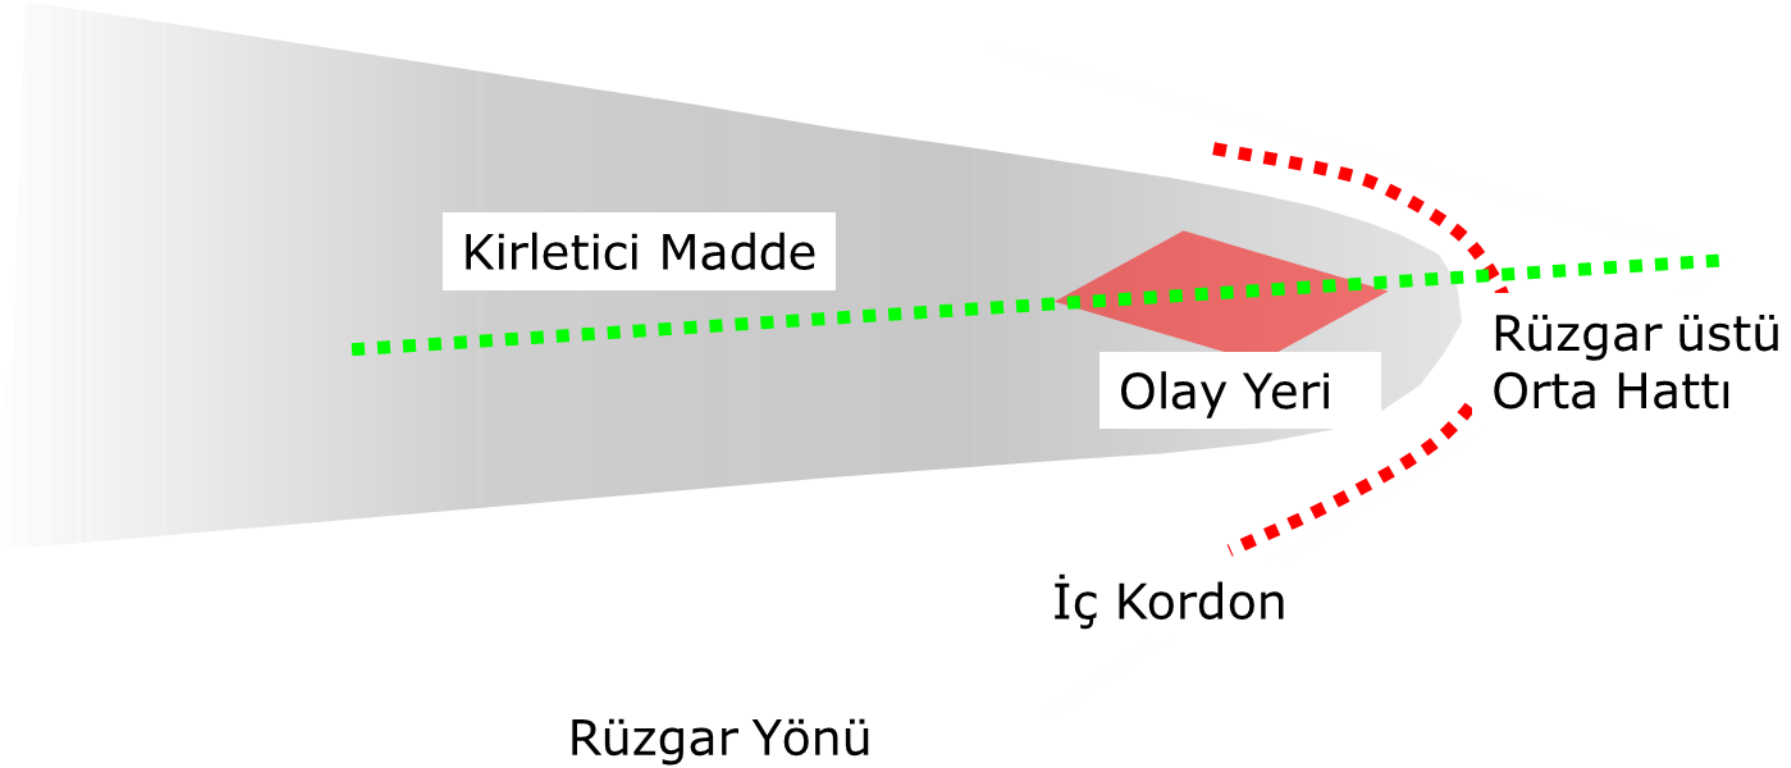 Kirletici Madde
Rüzgar üstü
Orta Hattı
Olay Yeri
İç Kordon
Rüzgar Yönü